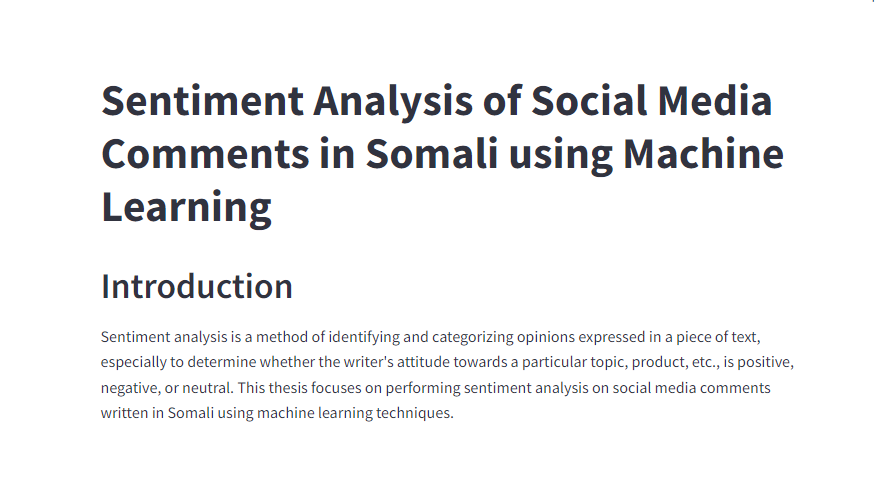 Sentiment Analysis of Social Media
Comments in Somali using Machine
Learning
Introduction
Sentiment analysis is a method of identifying and categorizing opinions expressed in a piece of text,
especially to determine whether the writer's attitude towards a particular topic, product, etc., is positive,
negative, or neutral. This thesis focuses on performing sentiment analysis on social media comments
written in Somali using machine learning techniques.